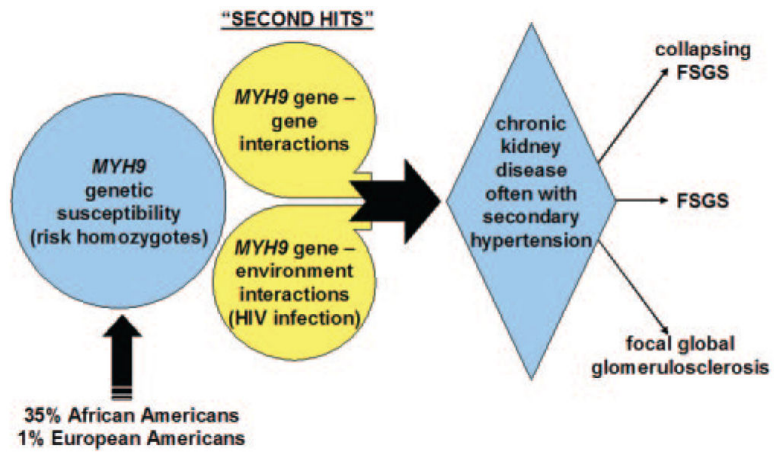 “SECOND HITS”
MYH9 gene –
gene
interactions
MYH9
genetic
susceptibility
(risk homozygotes)
MYH9 gene –
environment
interactions
(HIV infection)
35% African Americans
1% European Americans
chronic
kidney
disease
often with
secondary
hypertension
collapsing
FSGS
FSGS
focal global
glomerulosclerosis